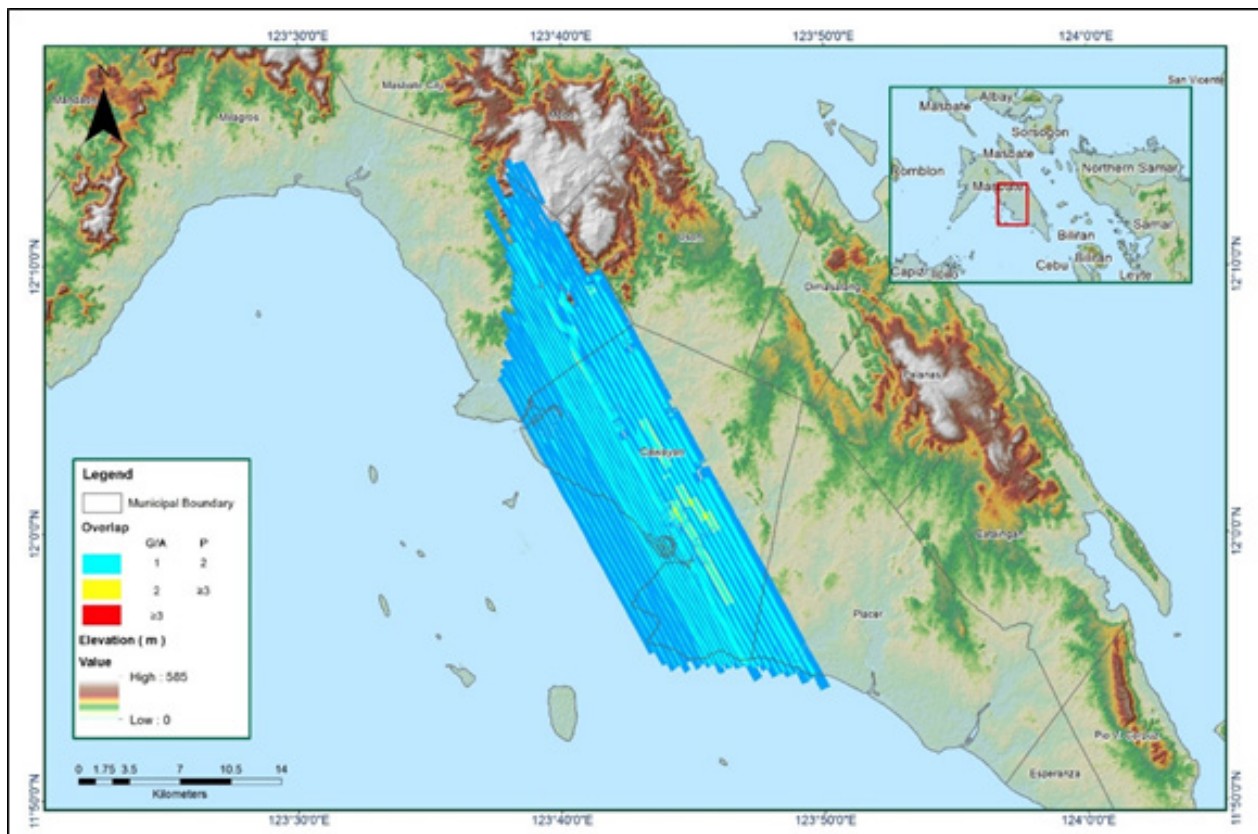 123°30'0"E 123°40'0"E 123°50'0"E 124°0'0"E
N
Masbate City
San Vicente
Milagros
Masbate
Albay
Sorsogon
Romblon
Masbate
Northern Samar
Masbate
Samar
Biliran
Cebu
Biliran
Leyte
Capiz
12°10'0"N 12°10'0"N
Dimasalang
Palanas
Cawayan
Legend
Municipal Boundary
Overlap
G/A P
1 2
2 ≥3
≥3
Elevation ( m )
Value
High : 585
Low : 0
12°0'0"N 12°0'0"N
Cataingan
Placer
Pio V. Corpuz
Esperanza
0 1.75 3.5 7 10.5 14
Kilometers
11°50'0"N 11°50'0"N
123°30'0"E 123°40'0"E 123°50'0"E 124°0'0"E